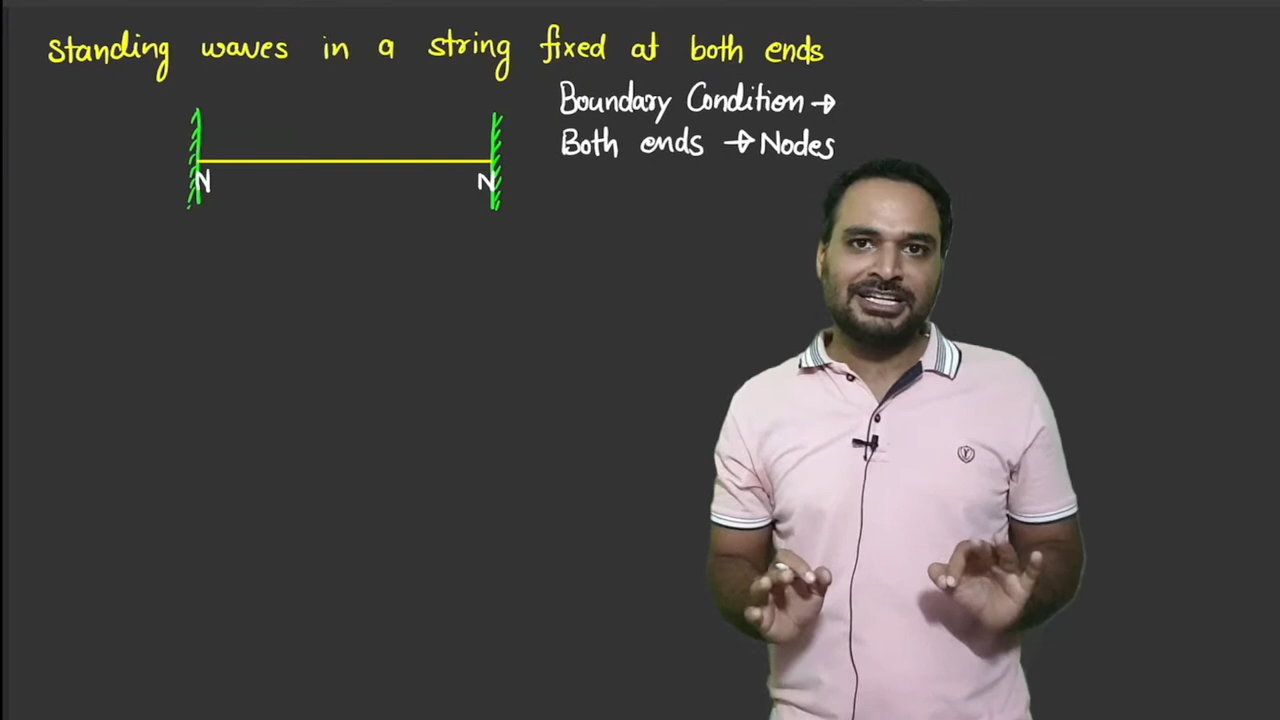 standing waves in a string fixed at both ends
Boundary Condition →
Both ends → Nodes
N N